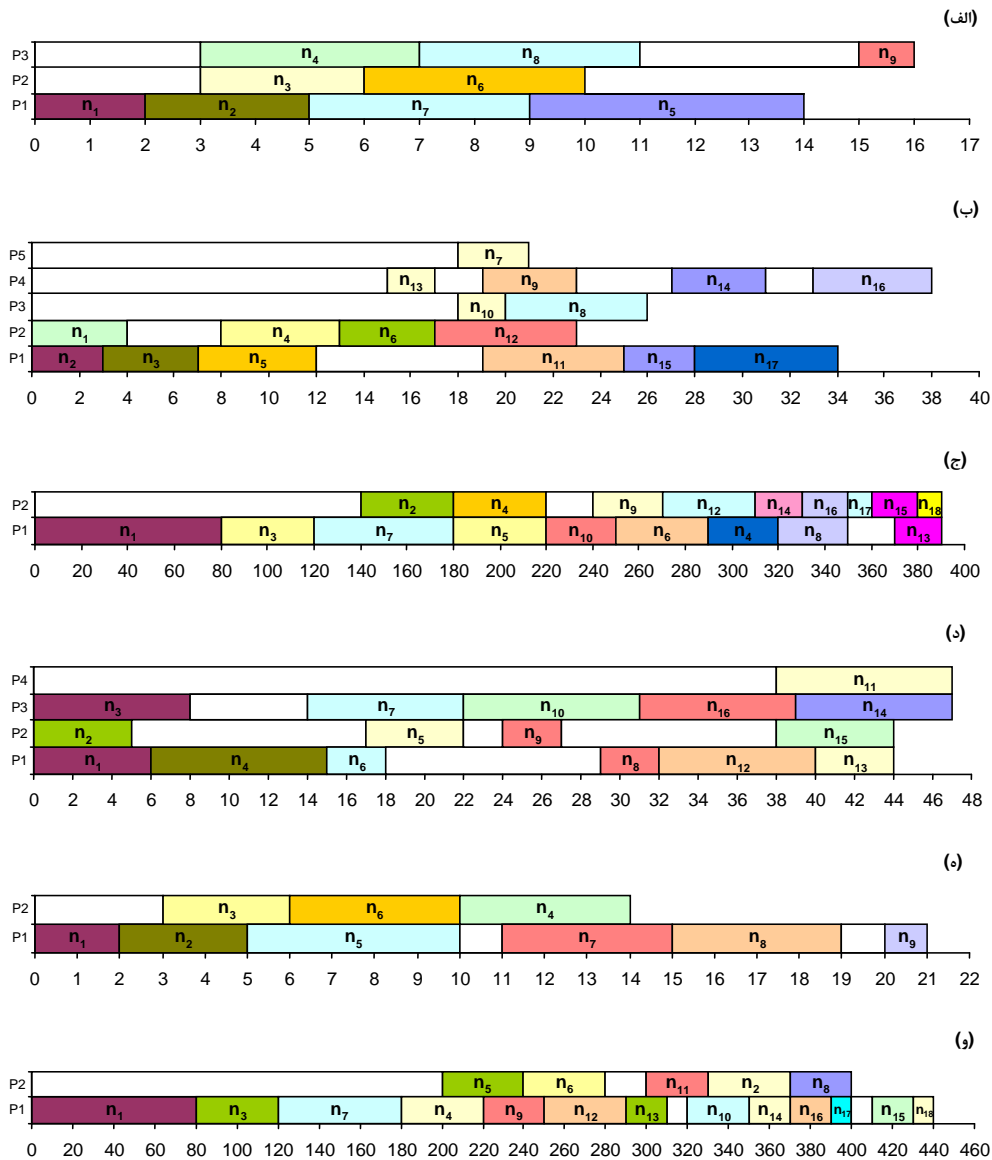 (الف)
P3 n4 n8 n9
P2 n3 n6
P1 n1 n2 n7 n5
0 1 2 3 4 5 6 7 8 9 10 11 12 13 14 15 16 17
(ب)
P5 n7
P4 n13 n9 n14 n16
P3 n10 n8
P2 n1 n4 n6 n12
P1 n2 n3 n5 n11 n15 n17
0 2 4 6 8 10 12 14 16 18 20 22 24 26 28 30 32 34 36 38 40
(ج)
P2 n2 n4 n9 n12 n14 n16 n17 n15 n18
P1 n1 n3 n7 n5 n10 n6 n4 n8 n13
0 20 40 60 80 100 120 140 160 180 200 220 240 260 280 300 320 340 360 380 400
(د)
P4 n11
P3 n3 n7 n10 n16 n14
P2 n2 n5 n9 n15
P1 n1 n4 n6 n8 n12 n13
0 2 4 6 8 10 12 14 16 18 20 22 24 26 28 30 32 34 36 38 40 42 44 46 48
(ه)
P2 n3 n6 n4
P1 n1 n2 n5 n7 n8 n9
0 1 2 3 4 5 6 7 8 9 10 11 12 13 14 15 16 17 18 19 20 21 22
(و)
P2 n5 n6 n11 n2 n8
P1 n1 n3 n7 n4 n9 n12 n13 n10 n14 n16 n17 n15 n18
0 20 40 60 80 100 120 140 160 180 200 220 240 260 280 300 320 340 360 380 400 420 440 460